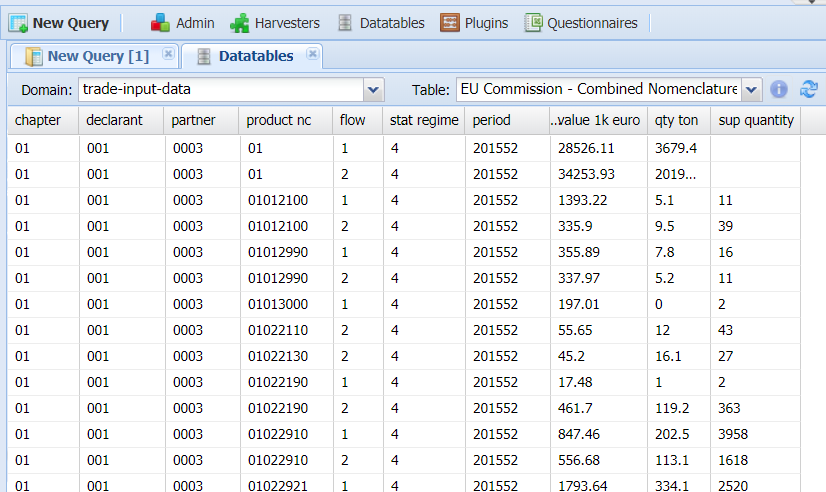 New Query Admin Harvesters Datatables Plugins Questionnaires
New Query [1] Datatables
Domain: trade-input-data Table: EU Commission - Combined Nomenclature
chapter declarant partner product nc flow stat regime period ...value 1k euro qty ton sup quantity
01 001 0003 01 1 4 201552 28526.11 3679.4
01 001 0003 01 2 4 201552 34253.93 2019...
01 001 0003 01012100 1 4 201552 1393.22 5.1 11
01 001 0003 01012100 2 4 201552 335.9 9.5 39
01 001 0003 01012990 1 4 201552 355.89 7.8 16
01 001 0003 01012990 2 4 201552 337.97 5.2 11
01 001 0003 01013000 1 4 201552 197.01 0 2
01 001 0003 01022110 2 4 201552 55.65 12 43
01 001 0003 01022130 2 4 201552 45.2 16.1 27
01 001 0003 01022190 1 4 201552 17.48 1 2
01 001 0003 01022190 2 4 201552 461.7 119.2 363
01 001 0003 01022910 1 4 201552 847.46 202.5 3958
01 001 0003 01022910 2 4 201552 556.68 113.1 1618
01 001 0003 01022921 1 4 201552 1793.64 334.1 2520